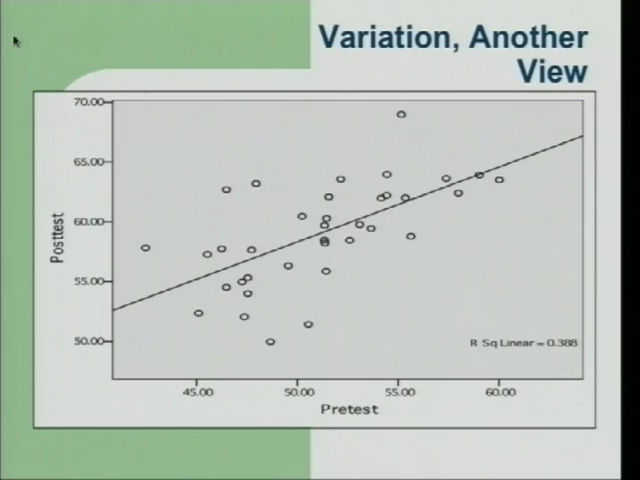 Variation, Another
View
70.00
65.00
60.00
55.00
50.00
Posttest
R Sq Linear = 0.388
45.00 50.00 55.00 60.00
Pretest